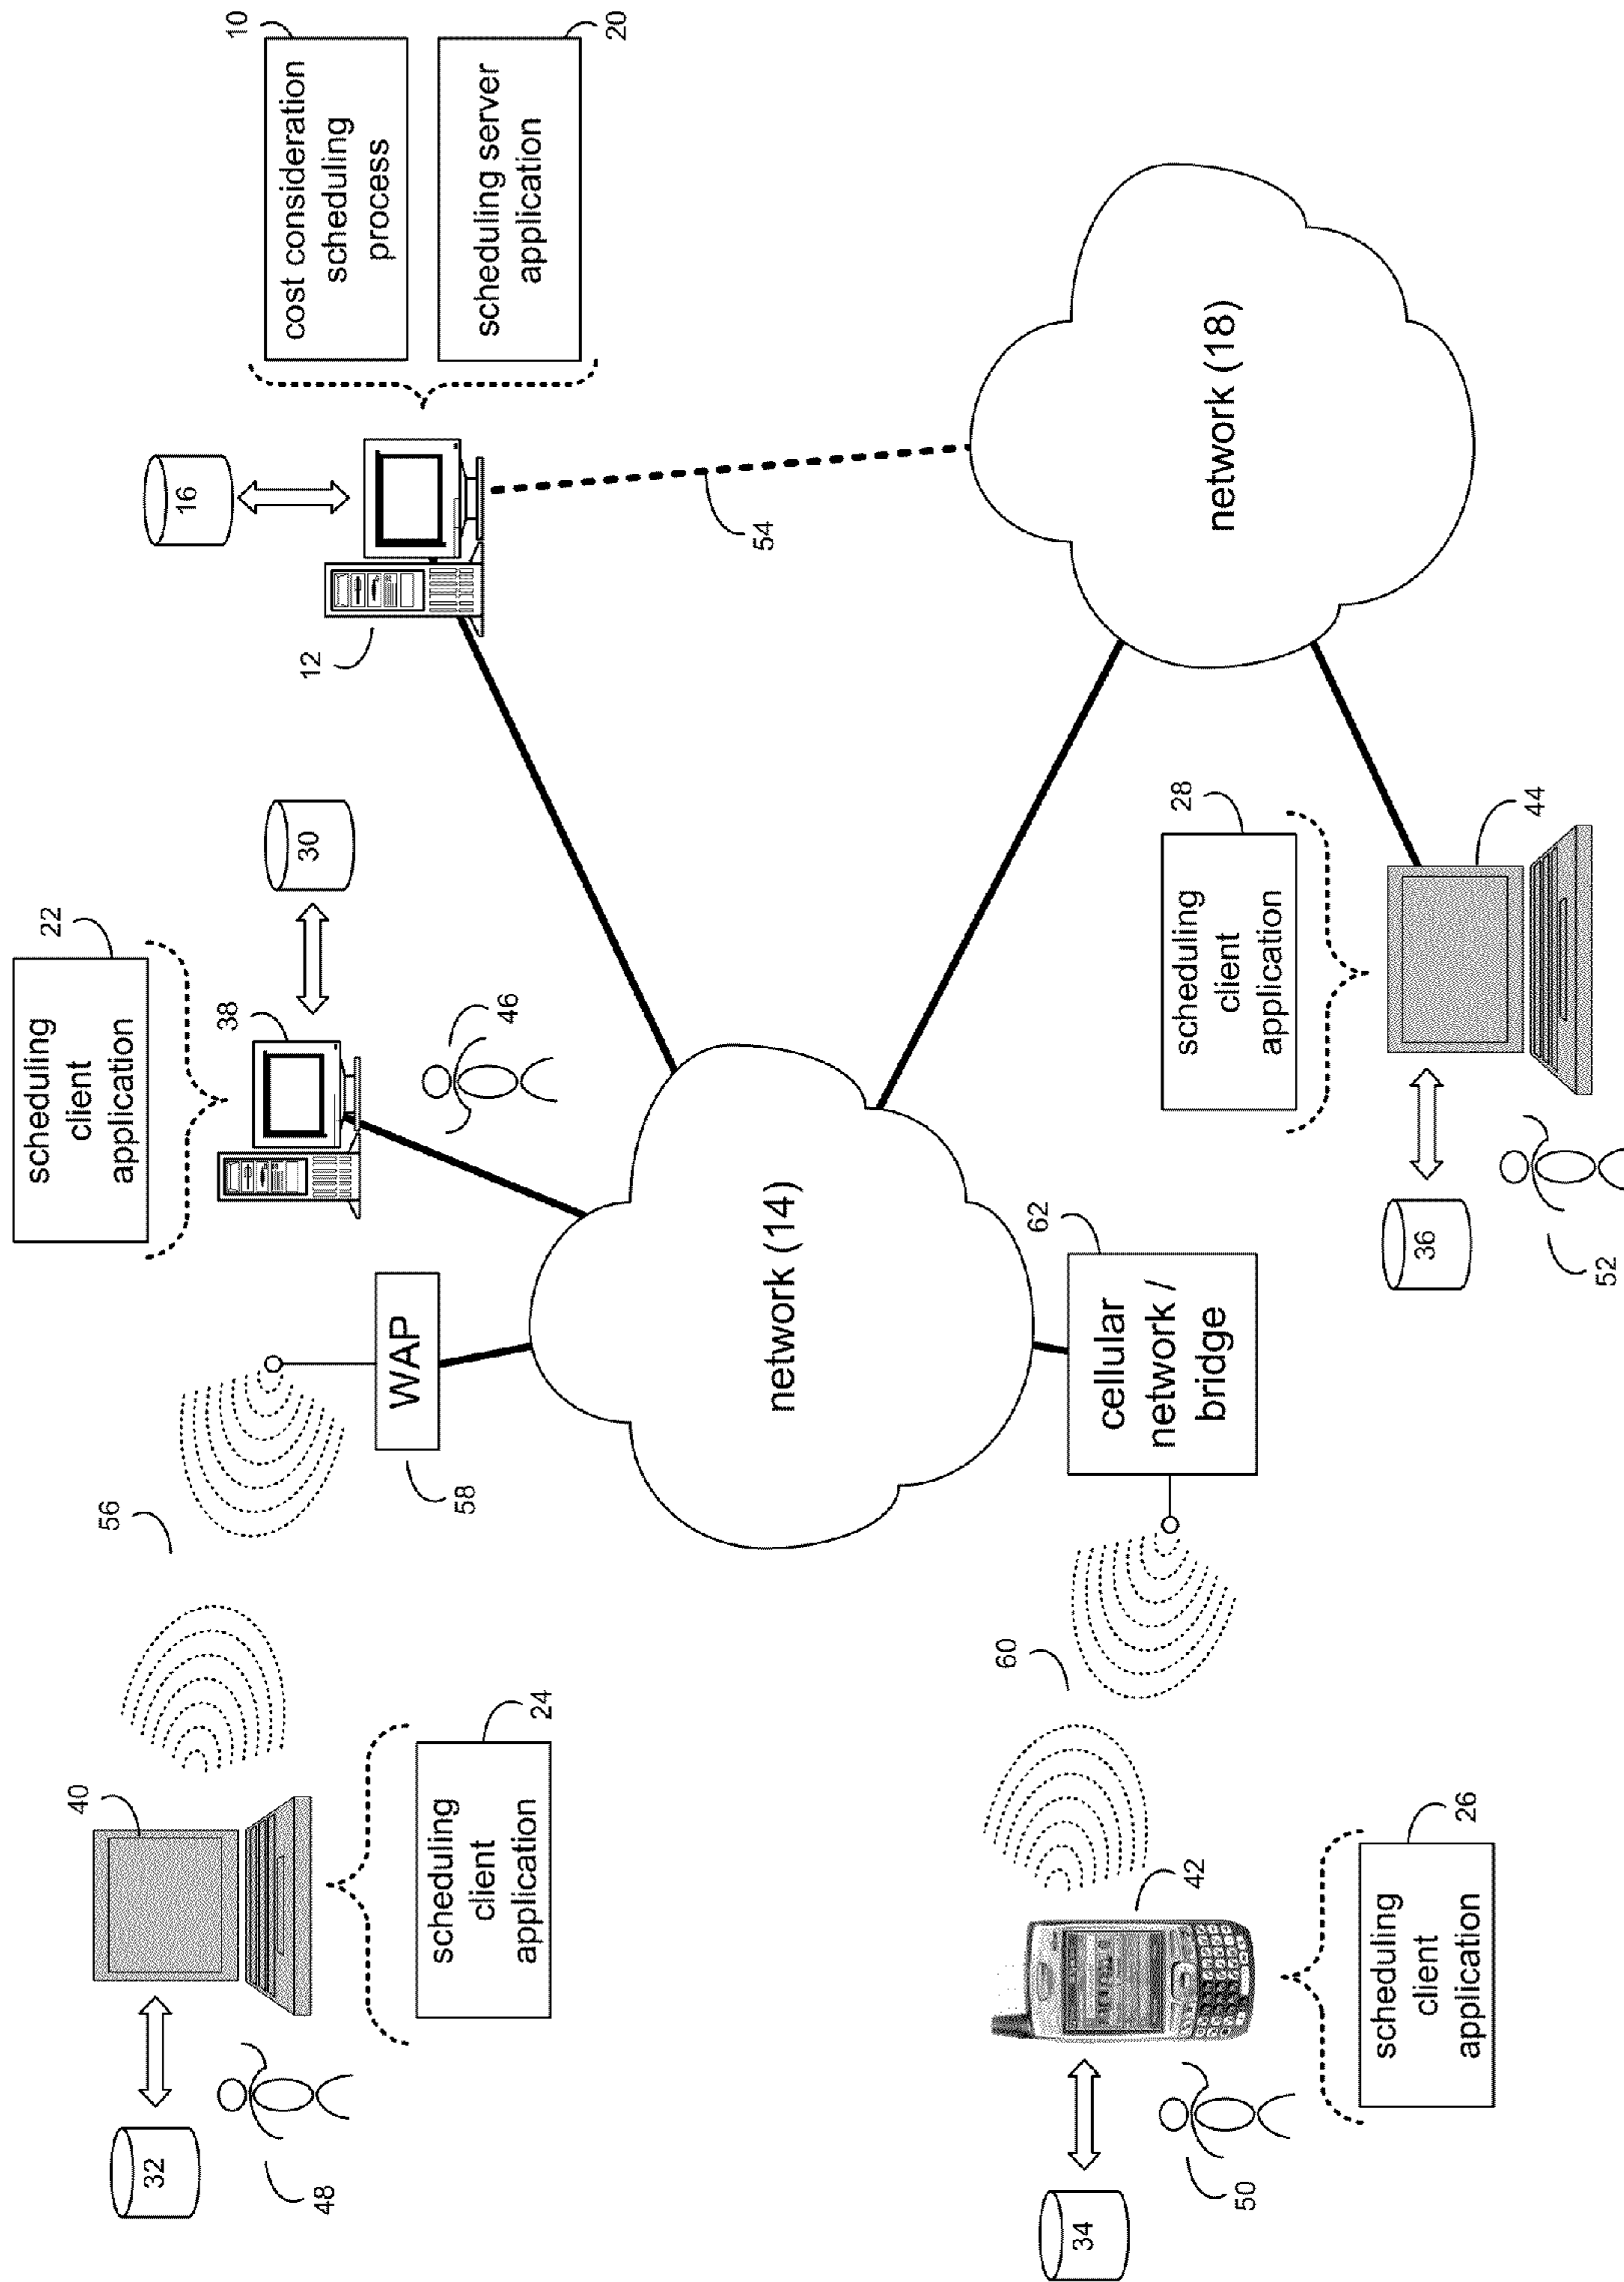 32
40
48
scheduling
client
application
24
56
WAP
58
scheduling
client
application
22
38
30
46
16
12
cost consideration
scheduling
process
10
scheduling server
application
20
54
network (14)
network (18)
34
42
50
scheduling
client
application
26
60
cellular
network /
bridge
62
scheduling
client
application
28
44
36
52